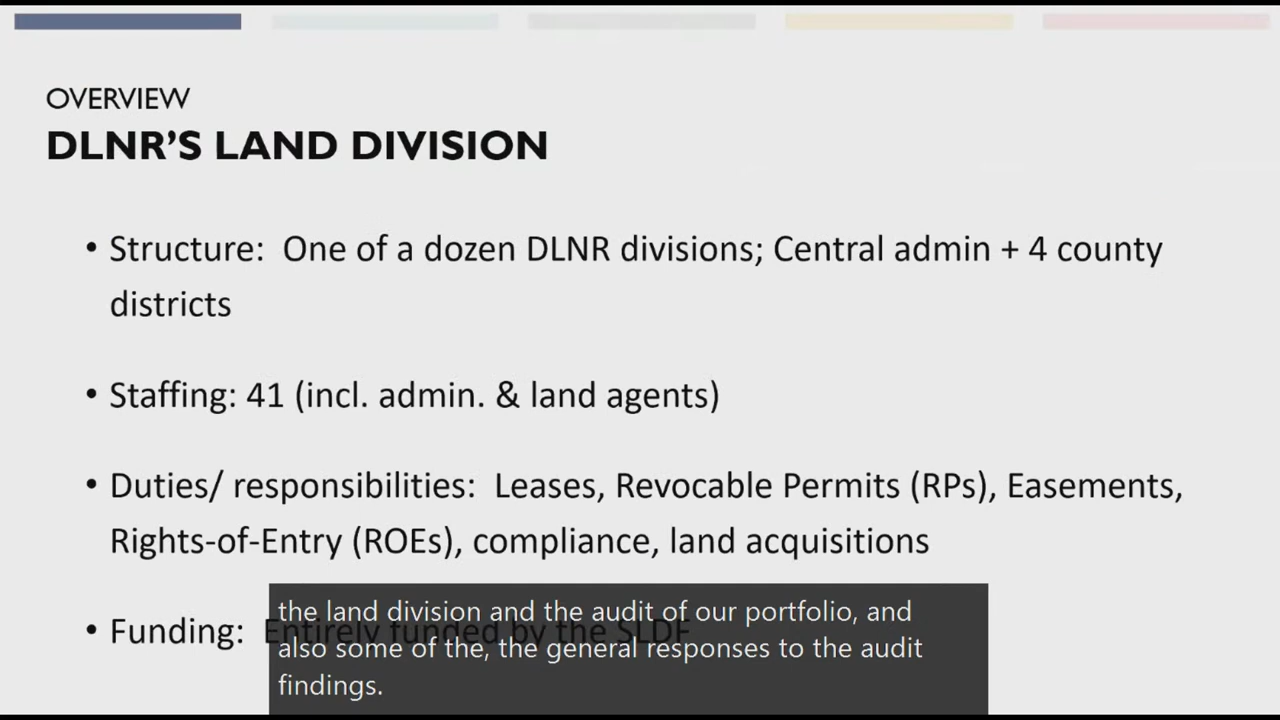 OVERVIEW
DLNR'S LAND DIVISION
• Structure:  One of a dozen DLNR divisions; Central admin + 4 county
districts
• Staffing: 41 (incl. admin. & land agents)
• Duties/ responsibilities:  Leases, Revocable Permits (RPs), Easements,
Rights-of-Entry (ROEs), compliance, land acquisitions
• Funding:  Entirely funded by the SLDF
the land division and the audit of our portfolio, and
also some of the, the general responses to the audit
findings.